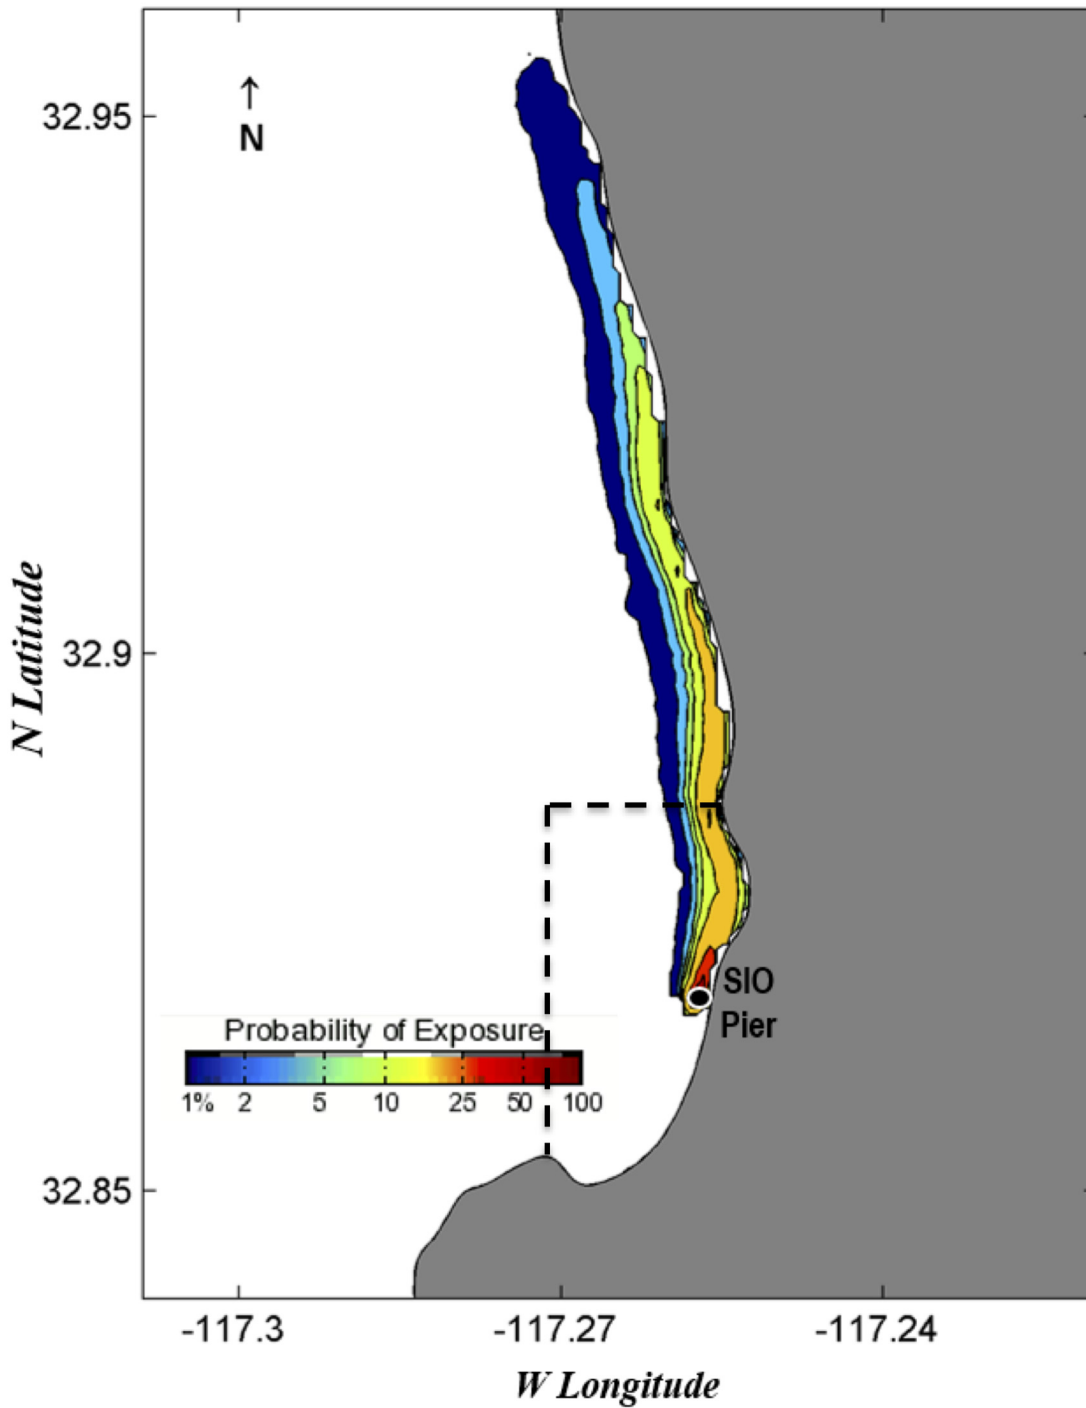 32.95
↑
N
N Latitude
32.9
SIO
Pier
Probability of Exposure
1% 2 5 10 25 50 100
32.85
-117.3 -117.27 -117.24
W Longitude